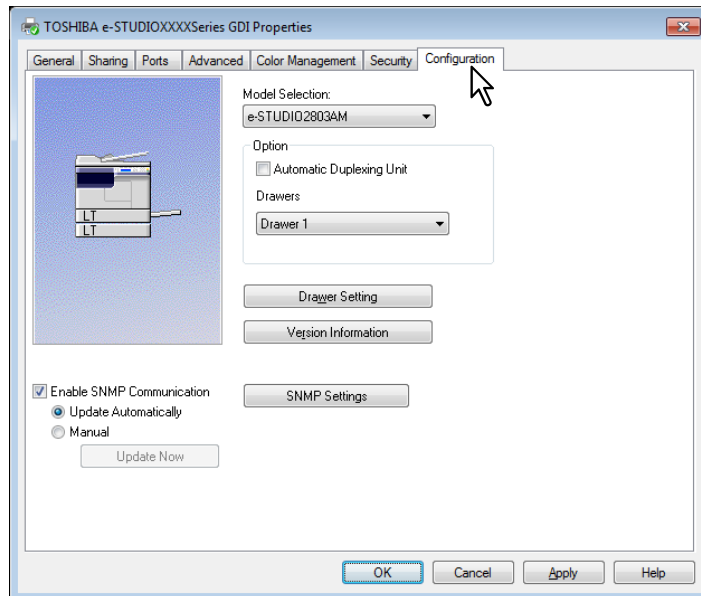 TOSHIBA e-STUDIOXXXXSeries GDI Properties
General Sharing Ports Advanced Color Management Security Configuration
Model Selection:
e-STUDIO2803AM
Option
Automatic Duplexing Unit
Drawers
Drawer 1
LT
LT
Drawer Setting
Version Information
Enable SNMP Communication
SNMP Settings
Update Automatically
Manual
Update Now
OK Cancel Apply Help